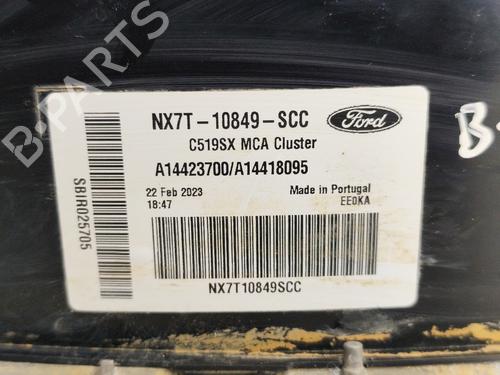 NX7T-10849-SCC
Ford
C519SX MCA Cluster
A14423700/A14418095
22 Feb 2023
18:47
Made in Portugal
EE0KA
SBIR025705
NX7T10849SCC
B
B-PARTS